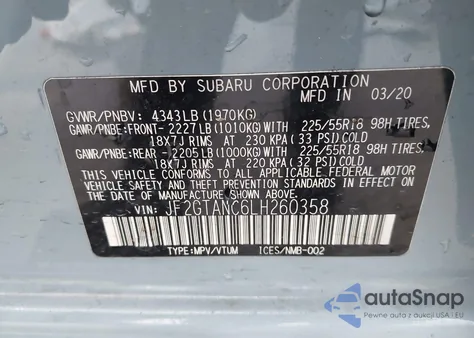 MFD BY SUBARU CORPORATION
MFD IN 03/20
GVWR/PNBV: 4343LB (1970KG)
GAWR/PNBE: FRONT- 2227LB (1010KG) WITH 225/55R18 98H TIRES,
18X7J RIMS AT 230 KPA (33 PSI) COLD
GAWR/PNBE: REAR - 2205LB (1000KG) WITH 225/55R18 98H TIRES,
18X7J RIMS AT 220 KPA (32 PSI) COLD
THIS VEHICLE CONFORMS TO ALL APPLICABLE FEDERAL MOTOR
VEHICLE SAFETY STANDARDS IN EFFECT ON THE DATE OF
MANUFACTURE SHOWN ABOVE.
VIN: JF2GTANC6LH260358
TYPE:MPV/VTUM ICES/NMB-002
autoSnap
Pewne auta z USA i EU